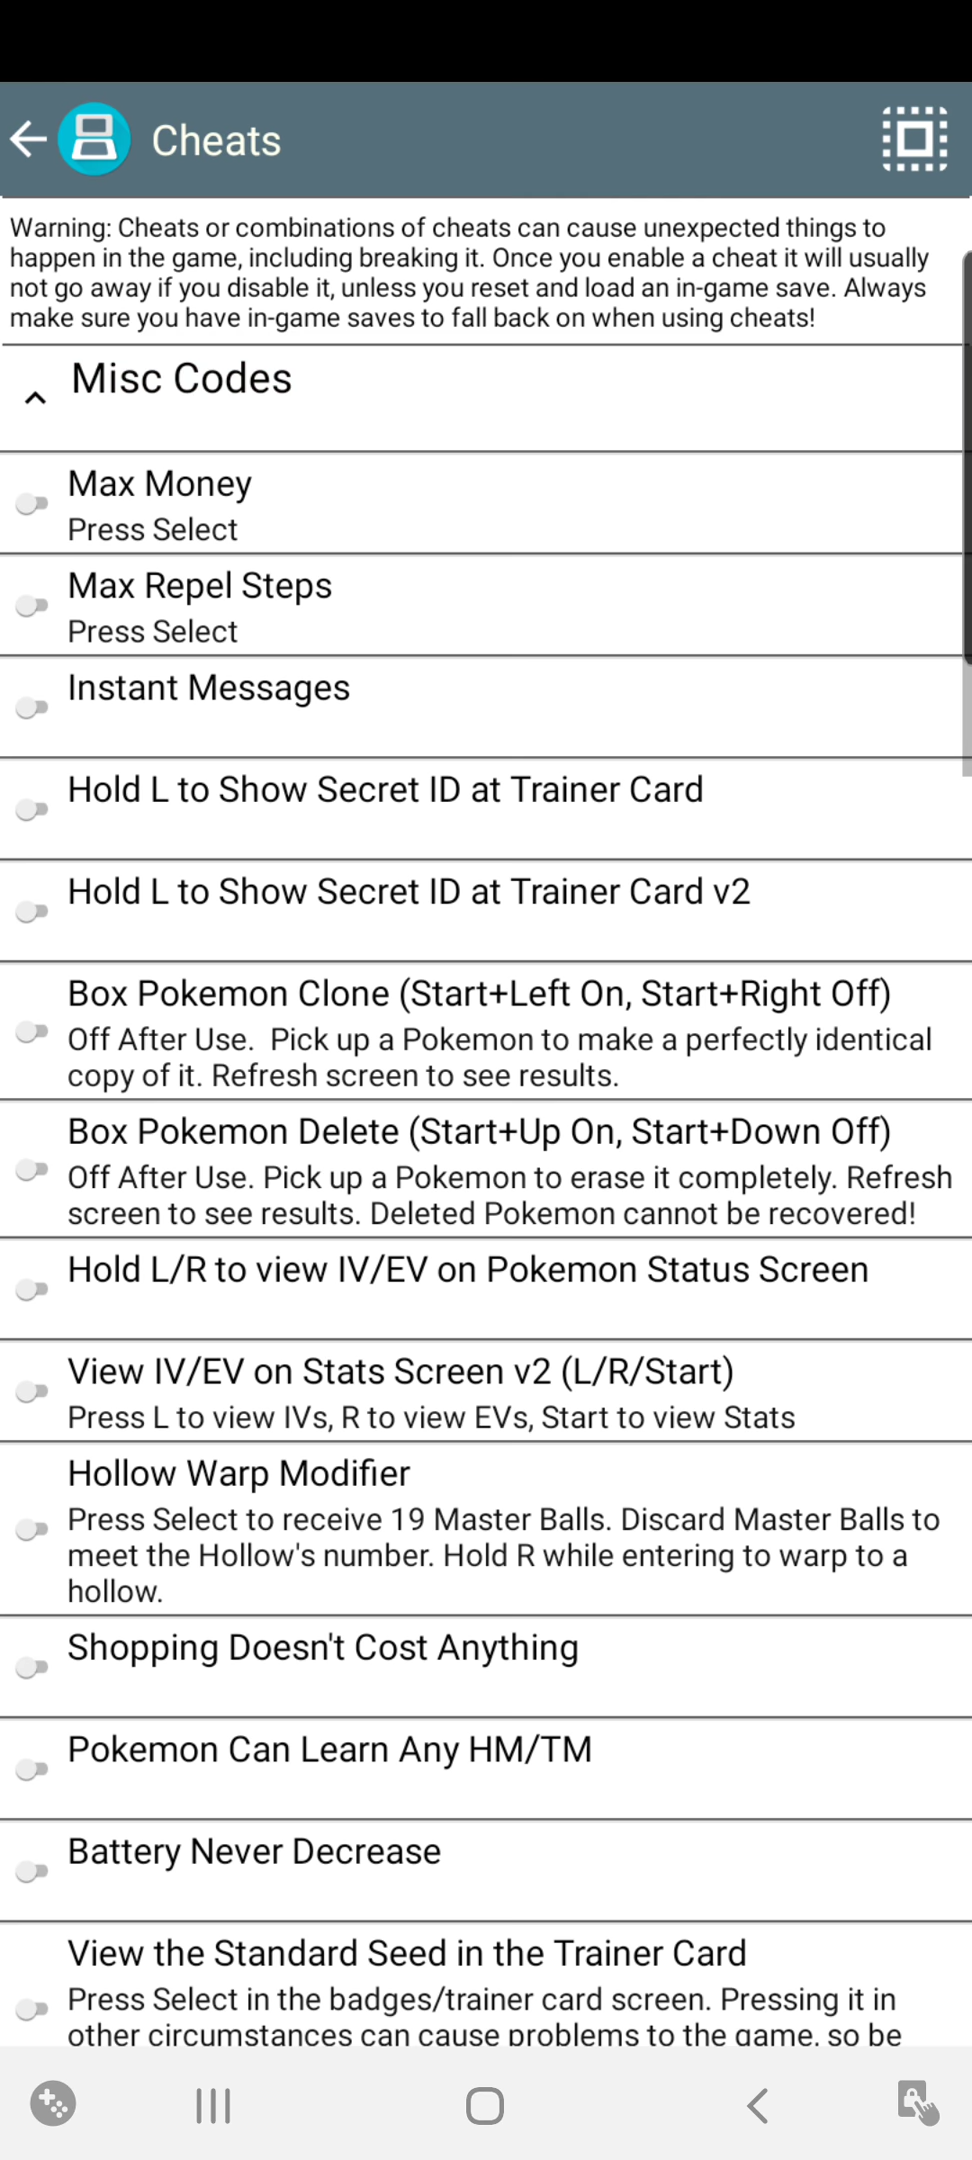 Cheats
Warning: Cheats or combinations of cheats can cause unexpected things to
happen in the game, including breaking it. Once you enable a cheat it will usually
not go away if you disable it, unless you reset and load an in-game save. Always
make sure you have in-game saves to fall back on when using cheats!
Misc Codes
Max Money
Press Select
Max Repel Steps
Press Select
Instant Messages
Hold L to Show Secret ID at Trainer Card
Hold L to Show Secret ID at Trainer Card v2
Box Pokemon Clone (Start+Left On, Start+Right Off)
Off After Use.  Pick up a Pokemon to make a perfectly identical
copy of it. Refresh screen to see results.
Box Pokemon Delete (Start+Up On, Start+Down Off)
Off After Use. Pick up a Pokemon to erase it completely. Refresh
screen to see results. Deleted Pokemon cannot be recovered!
Hold L/R to view IV/EV on Pokemon Status Screen
View IV/EV on Stats Screen v2 (L/R/Start)
Press L to view IVs, R to view EVs, Start to view Stats
Hollow Warp Modifier
Press Select to receive 19 Master Balls. Discard Master Balls to
meet the Hollow's number. Hold R while entering to warp to a
hollow.
Shopping Doesn't Cost Anything
Pokemon Can Learn Any HM/TM
Battery Never Decrease
View the Standard Seed in the Trainer Card
Press Select in the badges/trainer card screen. Pressing it in
other circumstances can cause problems to the game, so be